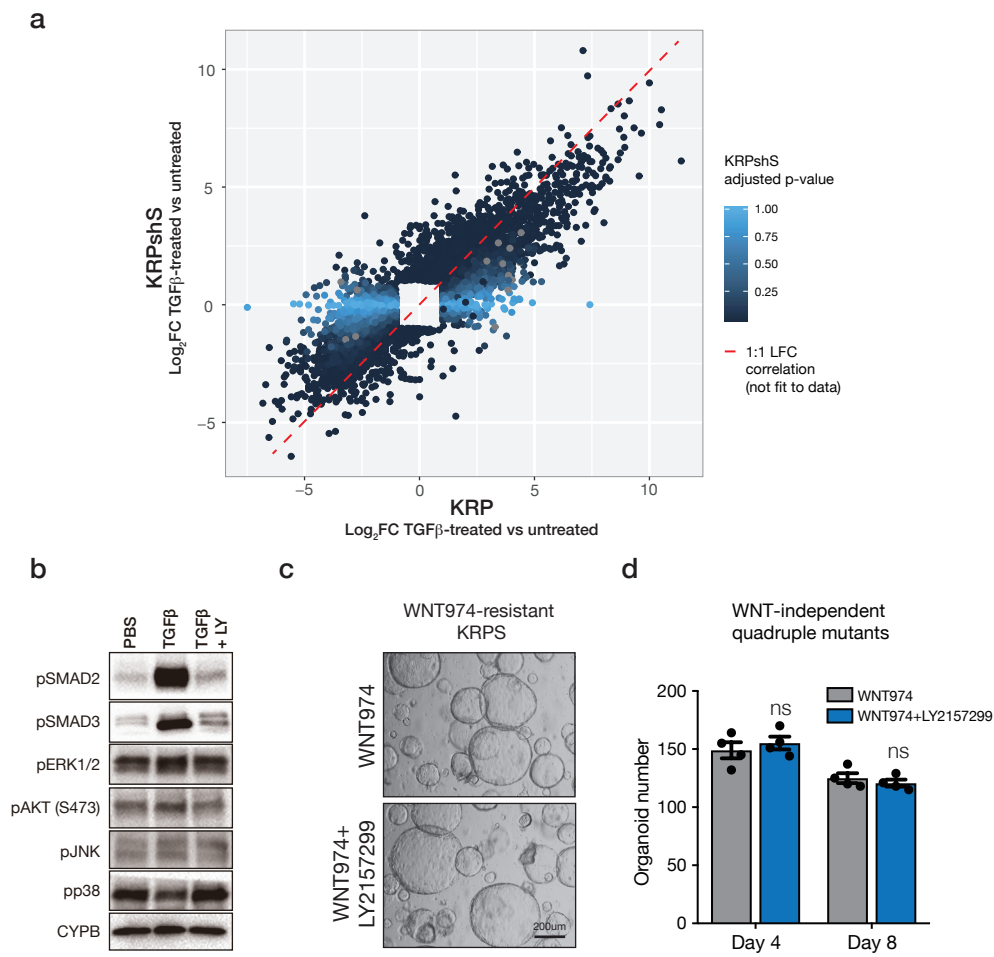 a
KRPshS
Log2FC TGFβ-treated vs untreated
10
5
0
−5
−5
0
5
10
KRP
Log2FC TGFβ-treated vs untreated
KRPshS
adjusted p-value
1.00
0.75
0.50
0.25
1:1 LFC
correlation
(not fit to data)
b
PBS
TGFβ
TGFβ
+ LY
pSMAD2
pSMAD3
pERK1/2
pAKT (S473)
pJNK
pp38
CYPB
c
WNT974-resistant
KRPS
WNT974
WNT974+
LY2157299
200um
d
WNT-independent
quadruple mutants
WNT974
WNT974+LY2157299
Organoid number
200
150
100
50
0
ns
ns
Day 4
Day 8